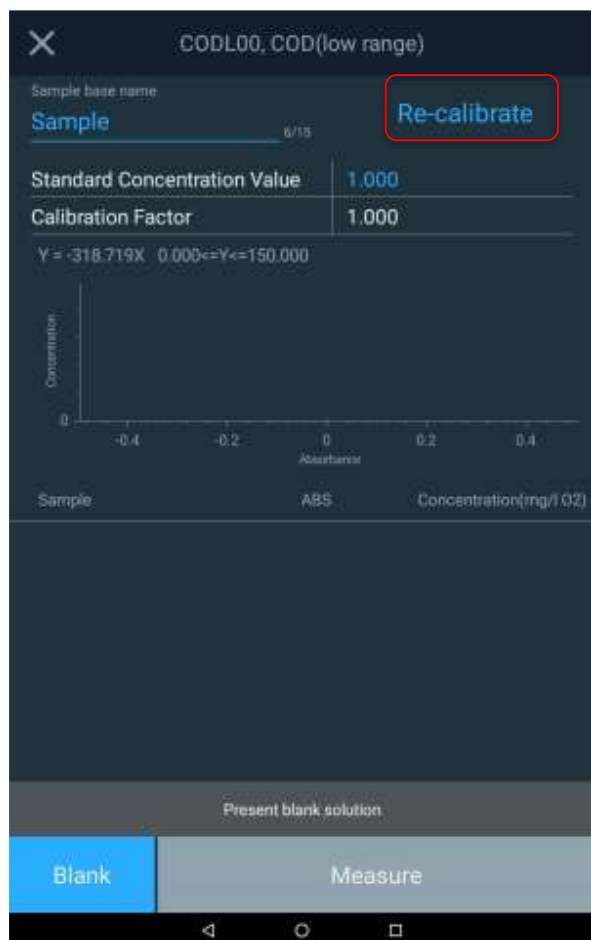 CODL00, COD(low range)
Sample base name
Sample
6/15
Re-calibrate
Standard Concentration Value 1.000
Calibration Factor 1.000
Y = -318.719X 0.000<=Y<=150.000
Concentration
0
-0.4 -0.2 0 0.2 0.4
Absorbance
Sample ABS Concentration(mg/l O2)
Present blank solution
Blank Measure